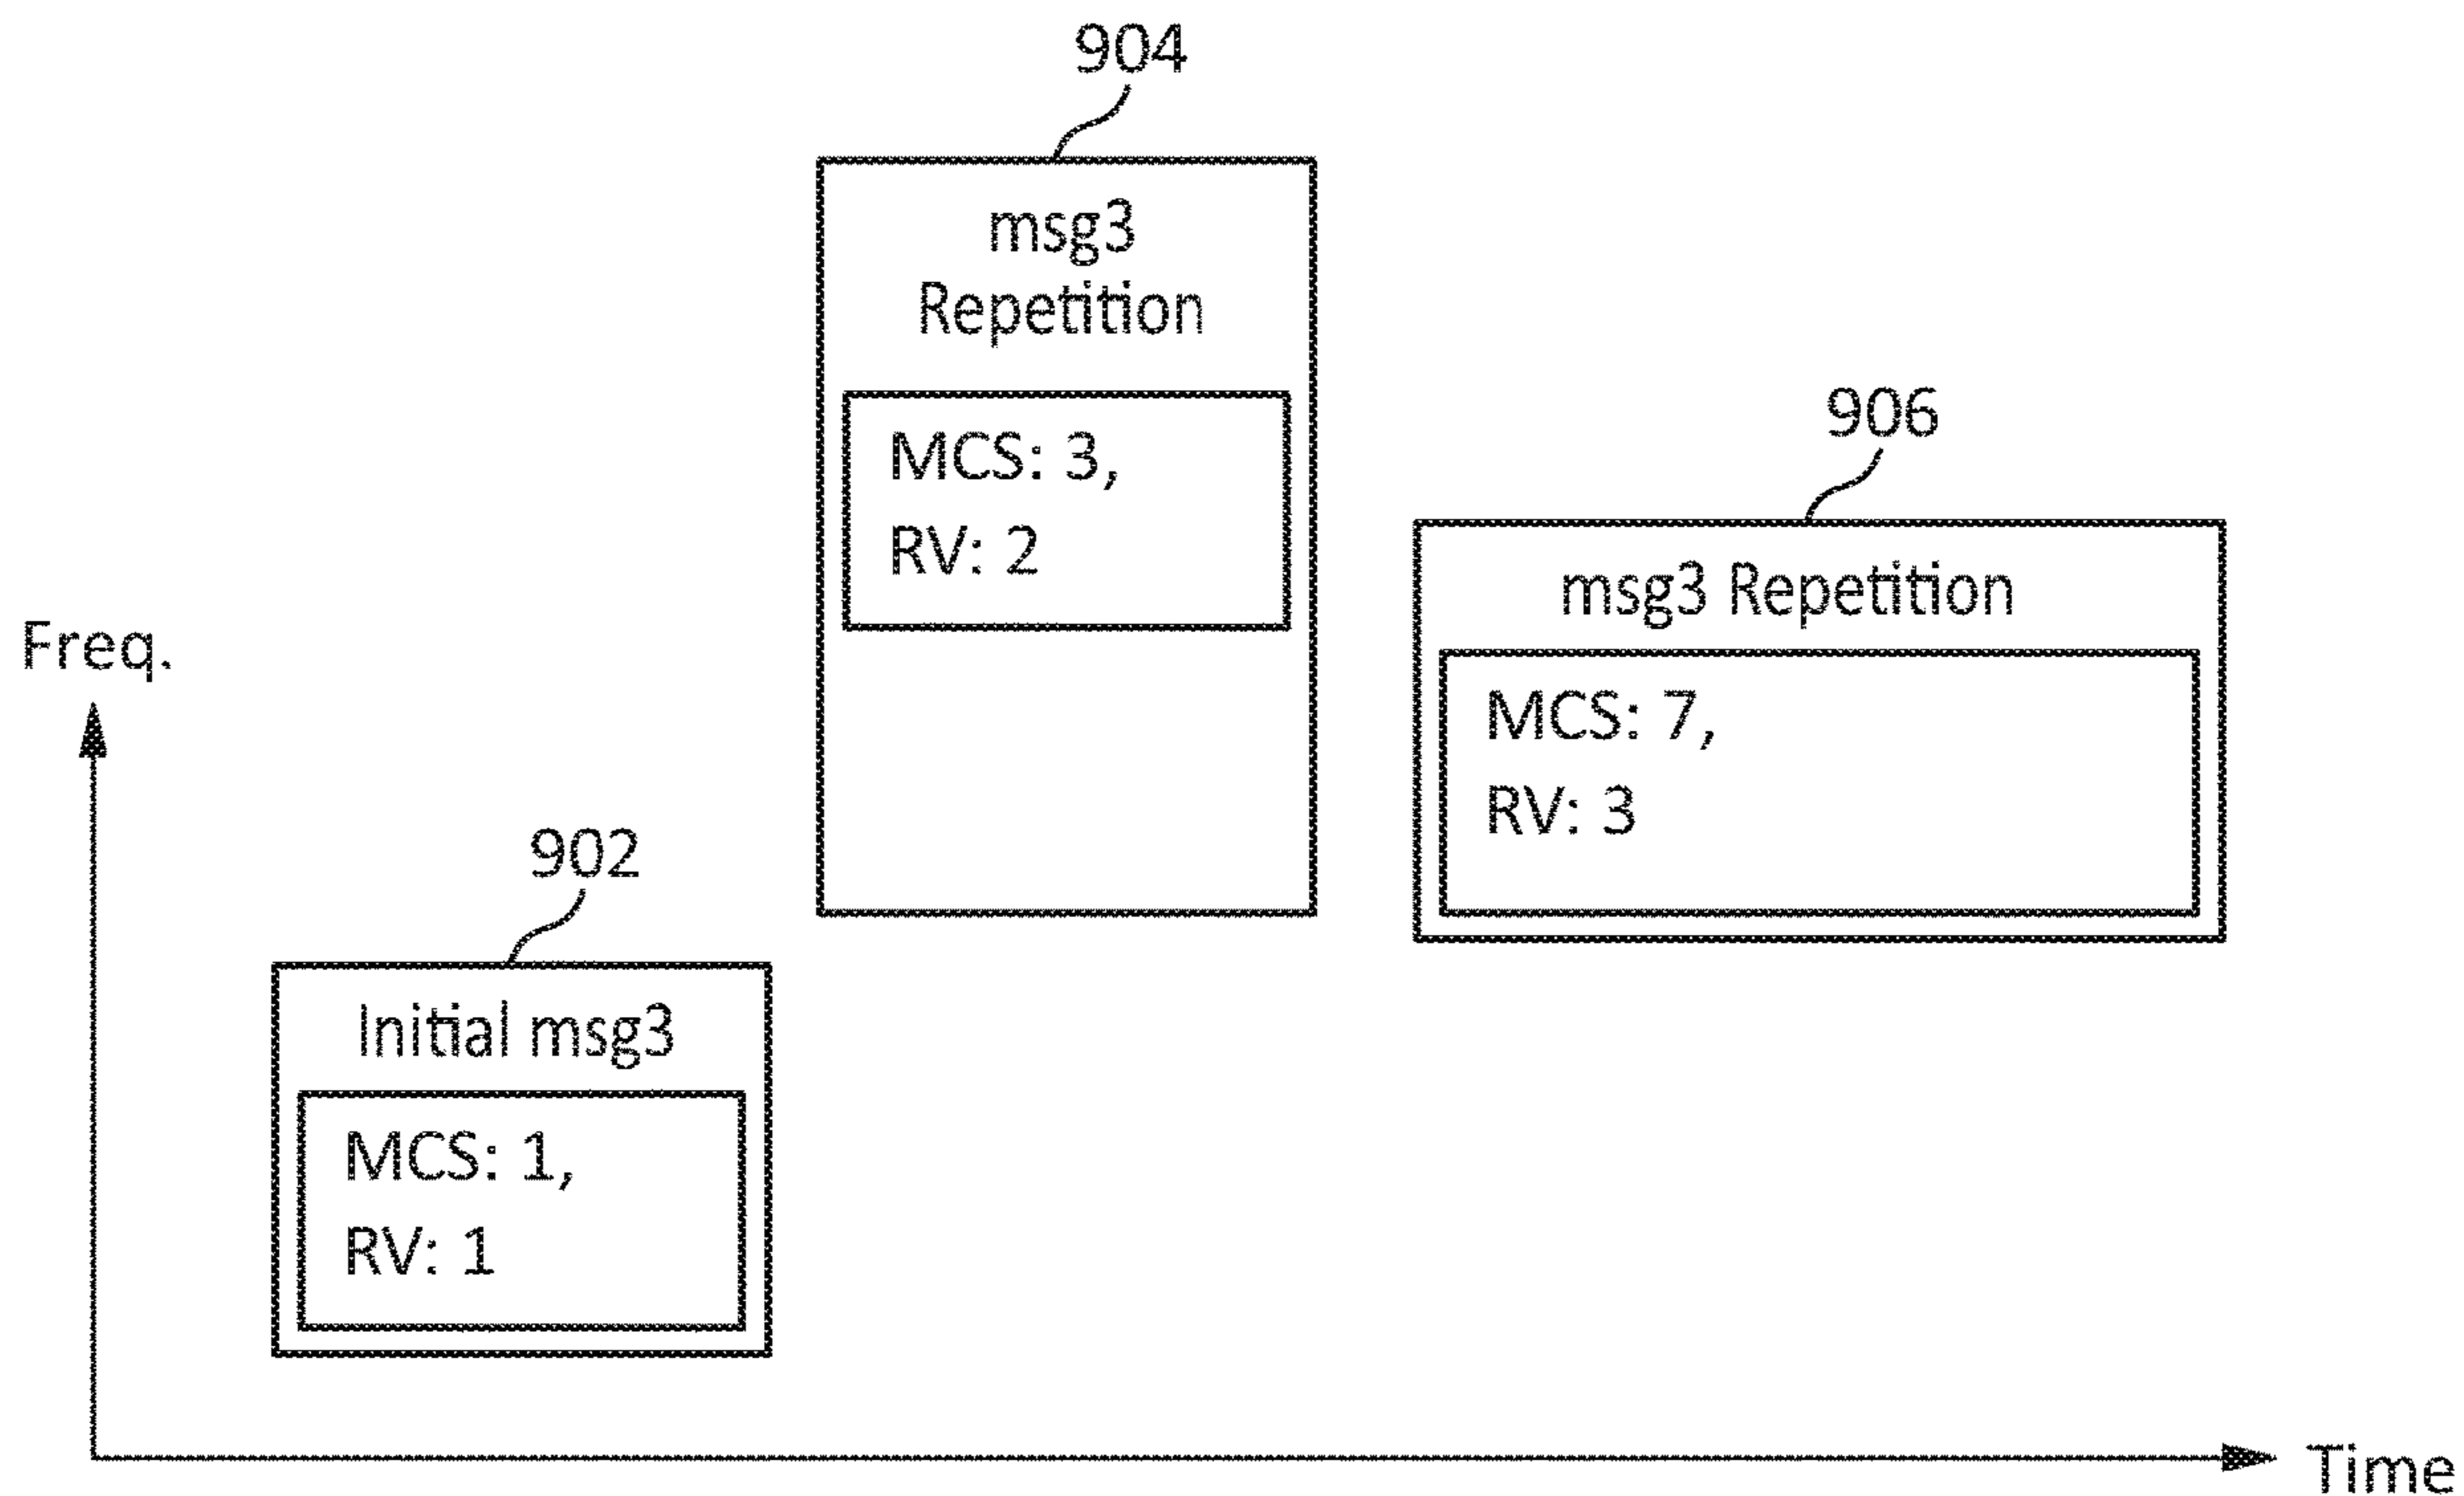 904
msg3
Repetition
MCS: 3,
RV: 2
906
msg3 Repetition
MCS: 7,
RV: 3
Freq.
902
Initial msg3
MCS: 1,
RV: 1
Time